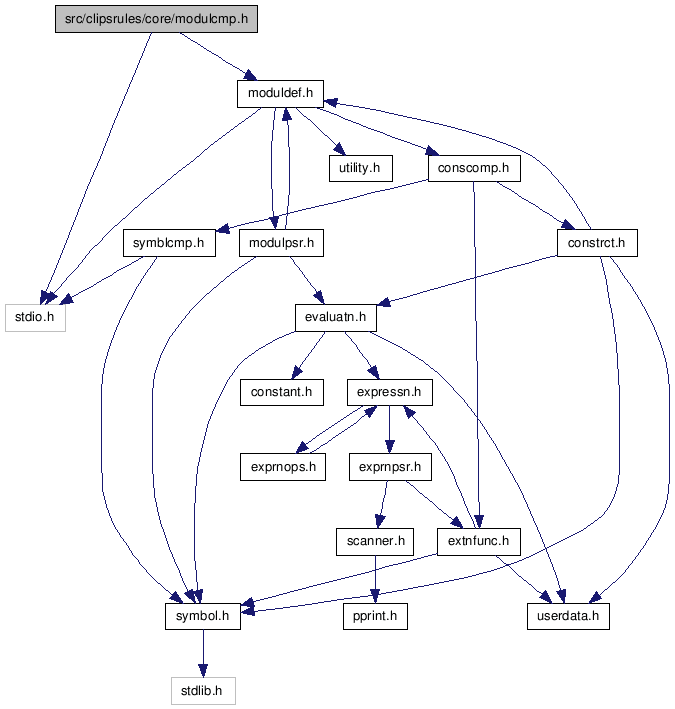 src/clipsrules/core/modulcmp.h
moduldef.h
utility.h
conscomp.h
symblcmp.h
modulpsr.h
constrct.h
stdio.h
evaluatn.h
constant.h
expressn.h
exprnops.h
exprnpsr.h
scanner.h
extnfunc.h
symbol.h
pprint.h
userdata.h
stdlib.h